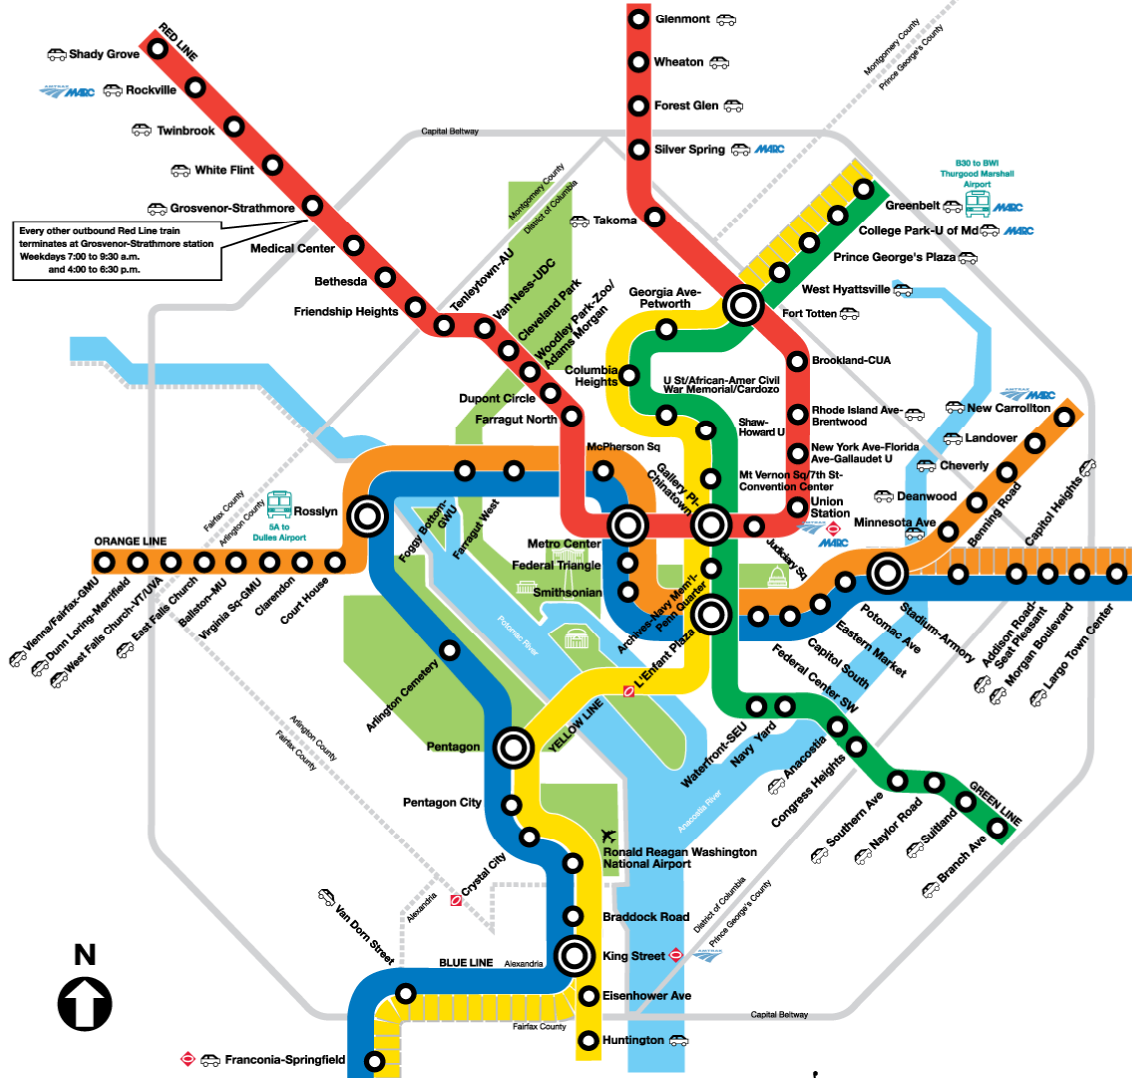 RED LINE
Shady Grove
AMTRAK
MARC
Rockville
Twinbrook
White Flint
Grosvenor-Strathmore
Every other outbound Red Line train
terminates at Grosvenor-Strathmore station
Weekdays 7:00 to 9:30 a.m.
and 4:00 to 6:30 p.m.
Medical Center
Bethesda
Friendship Heights
Tenleytown-AU
Van Ness-UDC
Cleveland Park
Woodley Park-Zoo/
Adams Morgan
Dupont Circle
Farragut North
Capital Beltway
Montgomery County
District of Columbia
Glenmont
Wheaton
Forest Glen
Silver Spring
MARC
Takoma
Montgomery County
Prince George's County
B30 to BWI
Thurgood Marshall
Airport
Greenbelt
MARC
College Park-U of Md
MARC
Prince George's Plaza
West Hyattsville
Fort Totten
Georgia Ave-
Petworth
Columbia
Heights
U St/African-Amer Civil
War Memorial/Cardozo
Shaw-
Howard U
Mt Vernon Sq/7th St-
Convention Center
Gallery Pl-
Chinatown
Brookland-CUA
Rhode Island Ave-
Brentwood
New York Ave-Florida
Ave-Gallaudet U
Union
Station
AMTRAK
MARC
Judiciary Sq
AMTRAK
MARC
New Carrollton
Landover
Cheverly
Deanwood
Minnesota Ave
Benning Road
Capitol Heights
Addison Road-
Seat Pleasant
Morgan Boulevard
Largo Town Center
Stadium-Armory
Potomac Ave
Eastern Market
Capitol South
Federal Center SW
McPherson Sq
Metro Center
Federal Triangle
Smithsonian
Archives-Navy Mem'l-
Penn Quarter
L'Enfant Plaza
Farragut West
Foggy Bottom-
GWU
Fairfax County
Arlington County
5A to
Dulles Airport
Rosslyn
ORANGE LINE
Vienna/Fairfax-GMU
Dunn Loring-Merrifield
West Falls Church-VT/UVA
East Falls Church
Ballston-MU
Virginia Sq-GMU
Clarendon
Court House
Arlington Cemetery
Potomac River
Arlington County
Fairfax County
Pentagon
YELLOW LINE
Pentagon City
Crystal City
Ronald Reagan Washington
National Airport
Waterfront-SEU
Navy Yard
Anacostia
Congress Heights
Southern Ave
Naylor Road
Suitland
Branch Ave
GREEN LINE
Anacostia River
Alexandria
Braddock Road
King Street
AMTRAK
District of Columbia
Prince George's County
Van Dorn Street
BLUE LINE
Alexandria
Fairfax County
Eisenhower Ave
Huntington
Capital Beltway
Franconia-Springfield
N